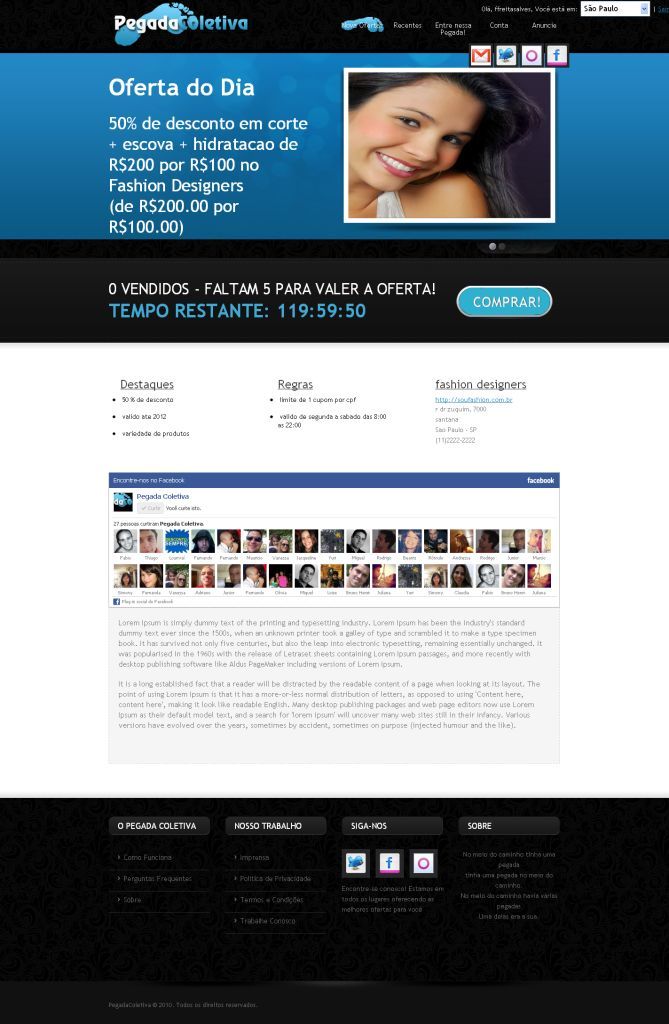 Olá, ffreitasalves, Você está em: São Paulo | Sair
PegadaColetiva
Nova Oferta
Recentes
Entre nessa Pegada!
Conta
Anuncie
Oferta do Dia
50% de desconto em corte
+ escova + hidratacao de
R$200 por R$100 no
Fashion Designers
(de R$200.00 por
R$100.00)
0 VENDIDOS - FALTAM 5 PARA VALER A OFERTA!
TEMPO RESTANTE: 119:59:50
COMPRAR!
Destaques
50 % de desconto
valido ate 2012
variedade de produtos
Regras
limite de 1 cupom por cpf
valido de segunda a sabado das 8:00
as 22:00
fashion designers
http://soufashion.com.br
r dr zuquim, 7000
santana
Sao Paulo - SP
(11)2222-2222
Encontre-nos no Facebook
facebook
Pegada Coletiva
Curtir
Você curte isto.
27 pessoas curtiram Pegada Coletiva.
Fabio Thiago Lourival Fernando Fernando Mauricio Vanessa Jacqueline Yuri Miguel Rodrigo Beatriz Rômulo Andressa Rodrigo Junior Marcio
Simony Fernanda Vanessa Adriano Junior Fernanda Olivia Miguel Luiza Bruno Henri Juliana Yuri Simony Claudia Fabio Bruno Henri Juliana
Plug-in social do Facebook
Lorem Ipsum is simply dummy text of the printing and typesetting industry. Lorem Ipsum has been the industry's standard
dummy text ever since the 1500s, when an unknown printer took a galley of type and scrambled it to make a type specimen
book. It has survived not only five centuries, but also the leap into electronic typesetting, remaining essentially unchanged. It
was popularised in the 1960s with the release of Letraset sheets containing Lorem Ipsum passages, and more recently with
desktop publishing software like Aldus PageMaker including versions of Lorem Ipsum.
It is a long established fact that a reader will be distracted by the readable content of a page when looking at its layout. The
point of using Lorem Ipsum is that it has a more-or-less normal distribution of letters, as opposed to using 'Content here,
content here', making it look like readable English. Many desktop publishing packages and web page editors now use Lorem
Ipsum as their default model text, and a search for 'lorem ipsum' will uncover many web sites still in their infancy. Various
versions have evolved over the years, sometimes by accident, sometimes on purpose (injected humour and the like).
O PEGADA COLETIVA
Como Funciona
Perguntas Frequentes
Sobre
NOSSO TRABALHO
Imprensa
Politica de Privacidade
Termos e Condições
Trabalhe Conosco
SIGA-NOS
Encontre-se conosco! Estamos em
todos os lugares oferecendo as
melhores ofertas para você
SOBRE
No meio do caminho tinha uma
pegada
tinha uma pegada no meio do
caminho.
No meio do caminho havia várias
pegadas
Uma delas era a sua.
PegadaColetiva © 2010. Todos os direitos reservados.